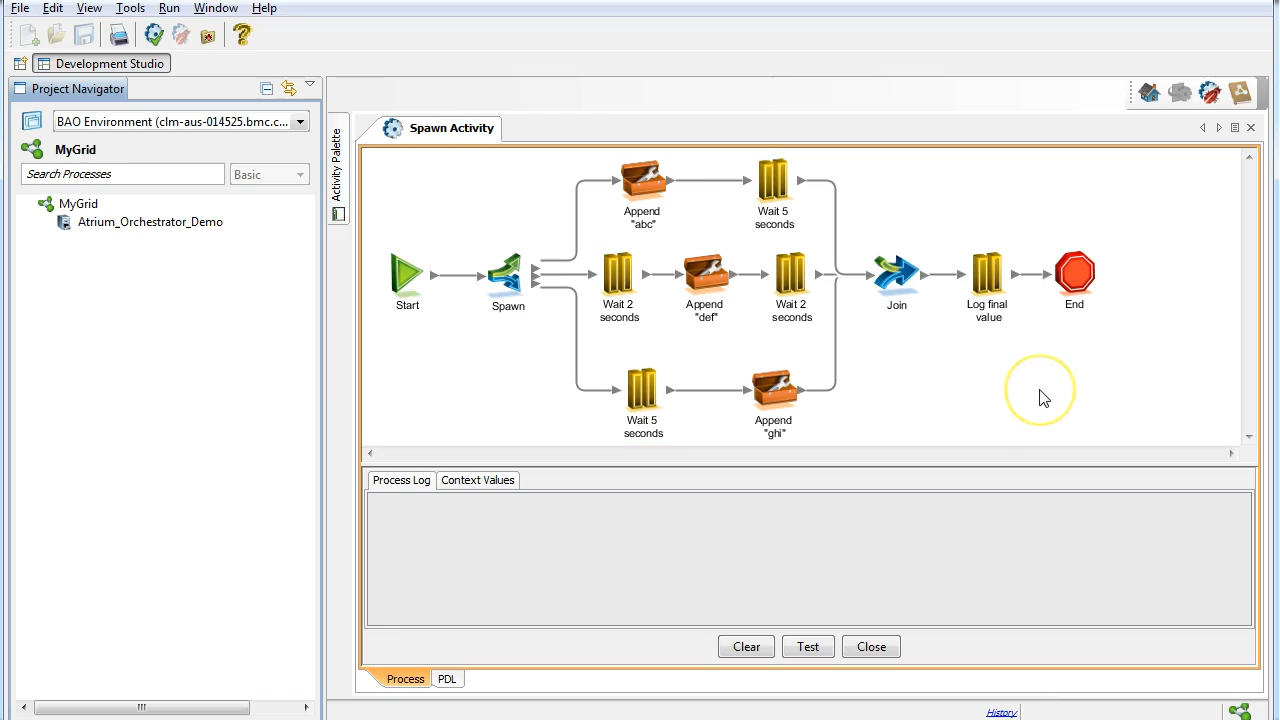 File Edit View Tools Run Window Help
Development Studio
Project Navigator
BAO Environment (clm-aus-014525.bmc.c...
MyGrid
Search Processes
Basic
MyGrid
Atrium_Orchestrator_Demo
Activity Palette
Spawn Activity
Append
"abc"
Wait 5
seconds
Start
Spawn
Wait 2
seconds
Append
"def"
Wait 2
seconds
Join
Log final
value
End
Wait 5
seconds
Append
"ghi"
Process Log Context Values
Clear Test Close
Process PDL
History